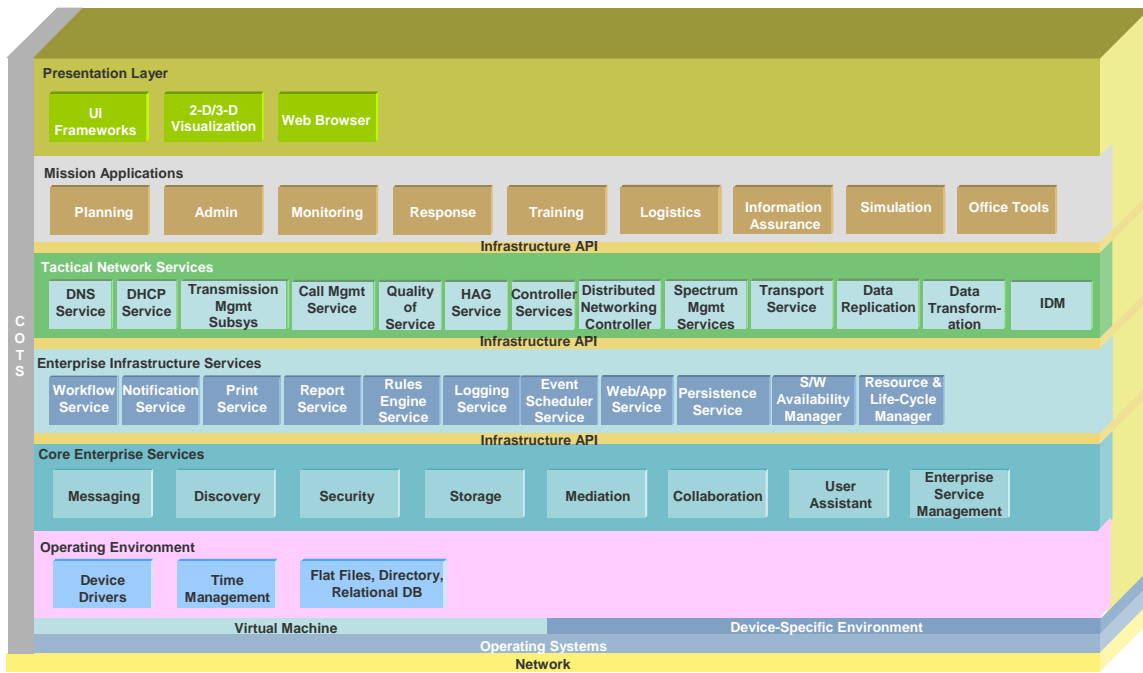 Presentation Layer
UI
Frameworks
2-D/3-D
Visualization
Web Browser
Mission Applications
Planning
Admin
Monitoring
Response
Training
Logistics
Information
Assurance
Simulation
Office Tools
Infrastructure API
Tactical Network Services
DNS
Service
DHCP
Service
Transmission
Mgmt
Subsys
Call Mgmt
Service
Quality
of
Service
HAG
Service
Controller
Services
Distributed
Networking
Controller
Spectrum
Mgmt
Services
Transport
Service
Data
Replication
Data
Transform-
ation
IDM
Infrastructure API
Enterprise Infrastructure Services
Workflow
Service
Notification
Service
Print
Service
Report
Service
Rules
Engine
Service
Logging
Service
Event
Scheduler
Service
Web/App
Service
Persistence
Service
S/W
Availability
Manager
Resource &
Life-Cycle
Manager
Infrastructure API
Core Enterprise Services
Messaging
Discovery
Security
Storage
Mediation
Collaboration
User
Assistant
Enterprise
Service
Management
Operating Environment
Device
Drivers
Time
Management
Flat Files, Directory,
Relational DB
Virtual Machine
Device-Specific Environment
Operating Systems
Network
COTS